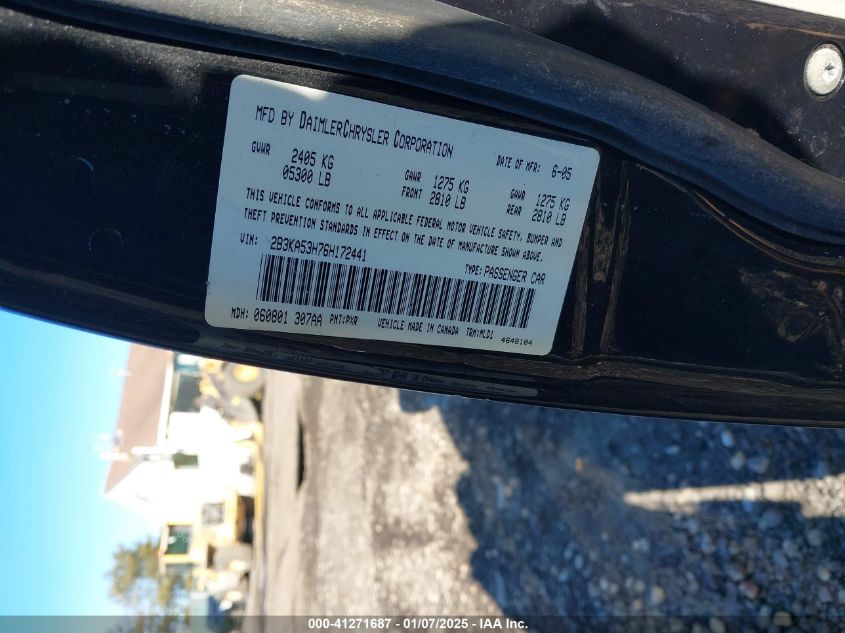 MFD BY DAIMLERCHRYSLER CORPORATION
DATE OF MFR: 6-05
GVWR 2405 KG 05300 LB
GAWR FRONT 1275 KG 2810 LB
GAWR REAR 1275 KG 2810 LB
THIS VEHICLE CONFORMS TO ALL APPLICABLE FEDERAL MOTOR VEHICLE SAFETY, BUMPER AND
THEFT PREVENTION STANDARDS IN EFFECT ON THE DATE OF MANUFACTURE SHOWN ABOVE.
VIN: 2B3KA53H76H172441
TYPE: PASSENGER CAR
MDH: 060801 307AA PNT: PXR VEHICLE MADE IN CANADA TRM: MLD1
4648104
000-41271687 - 01/07/2025 - IAA Inc.